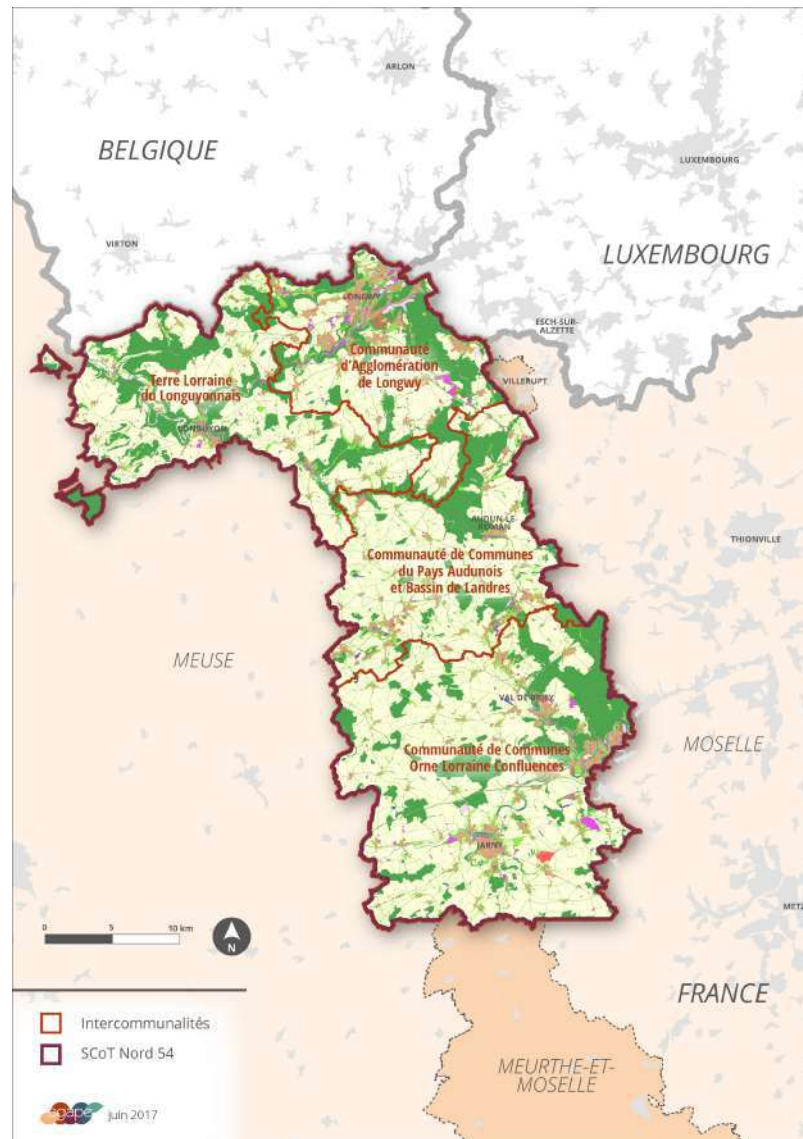 ARLON
BELGIQUE
LUXEMBOURG
VIRTON
LUXEMBOURG
LONGWY
ESCH-SUR-
ALZETTE
Communauté
d'Agglomération
de Longwy
VILLERUPT
Terre Lorraine
du Longuyonnais
LONGUYON
AUDUN-LE-
ROMAN
THIONVILLE
Communauté de Communes
du Pays Audunois
et Bassin de Landres
MEUSE
VAL DE BRIEY
MOSELLE
Communauté de Communes
Orne Lorraine Confluences
JARNY
METZ
0 5 10 km
N
FRANCE
Intercommunalités
SCoT Nord 54
MEURTHE-ET-
MOSELLE
agape juin 2017